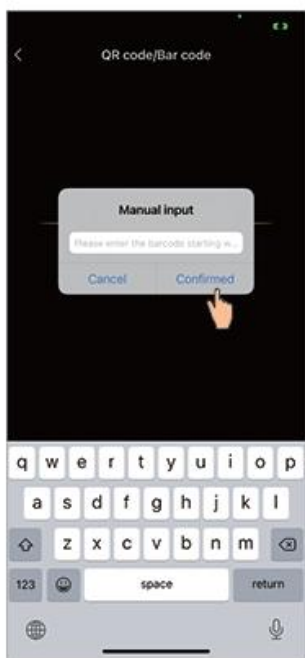 QR code/Bar code
Manual input
Please enter the barcode starting w...
Cancel Confirmed
q w e r t y u i o p
a s d f g h j k l
z x c v b n m
123 space return